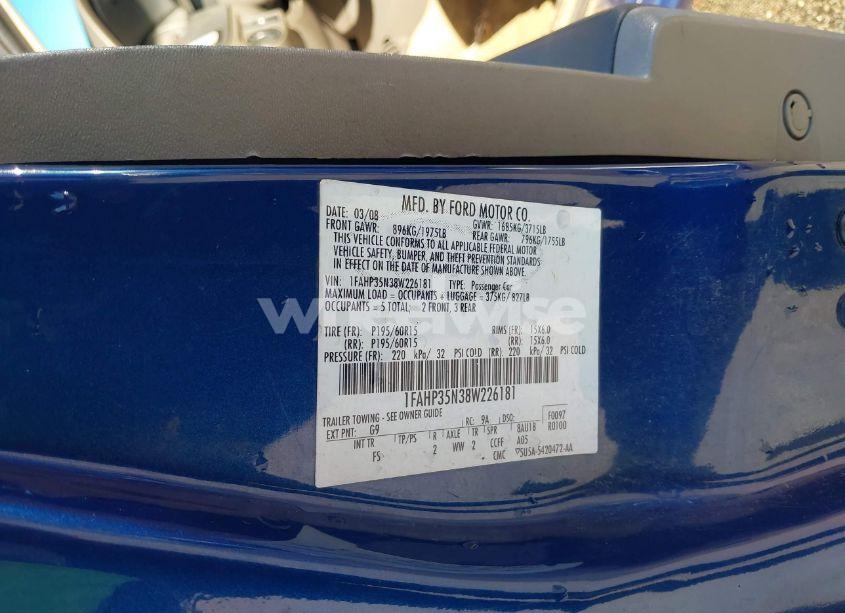 MFD. BY FORD MOTOR CO.
DATE: 03/08 GVWR: 1685KG/3715LB
FRONT GAWR: 896KG/1975LB REAR GAWR: 796KG/1755LB
THIS VEHICLE CONFORMS TO ALL APPLICABLE FEDERAL MOTOR
VEHICLE SAFETY, BUMPER, AND THEFT PREVENTION STANDARDS
IN EFFECT ON THE DATE OF MANUFACTURE SHOWN ABOVE.
VIN: 1FAHP35N38W226181 TYPE: Passenger Car
MAXIMUM LOAD = OCCUPANTS + LUGGAGE = 375KG/ 827LB
OCCUPANTS = 5 TOTAL; 2 FRONT, 3 REAR
wheelwise
TIRE (FR): P195/60R15 RIMS (FR): 15X6.0
(RR): P195/60R15 (RR): 15X6.0
PRESSURE (FR): 220 kPa/ 32 PSI COLD (RR): 220 kPa/ 32 PSI COLD
1FAHP35N38W226181
TRAILER TOWING - SEE OWNER GUIDE F0097
EXT PNT: G9 RC: 9A DSO: R0100
INT TR TP/PS R AXLE TR SPR 8AU1B
FS 2 WW 2 CCFF A05
CMC 5U5A-5420472-AA